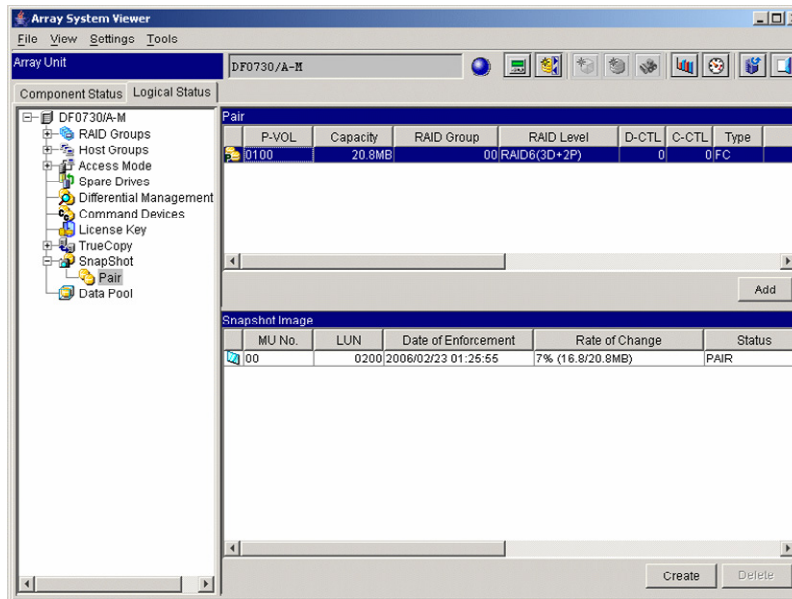 Array System Viewer
File View Settings Tools
Array Unit
DF0730/A-M
Component Status Logical Status
DF0730/A-M
RAID Groups
Host Groups
Access Mode
Spare Drives
Differential Management
Command Devices
License Key
TrueCopy
SnapShot
Pair
Data Pool
Pair
P-VOL Capacity RAID Group RAID Level D-CTL C-CTL Type
0100 20.8MB 00 RAID6(3D+2P) 0 0 FC
Add
Snapshot Image
MU No. LUN Date of Enforcement Rate of Change Status
00 0200 2006/02/23 01:25:55 7% (16.8/20.8MB) PAIR
Create Delete